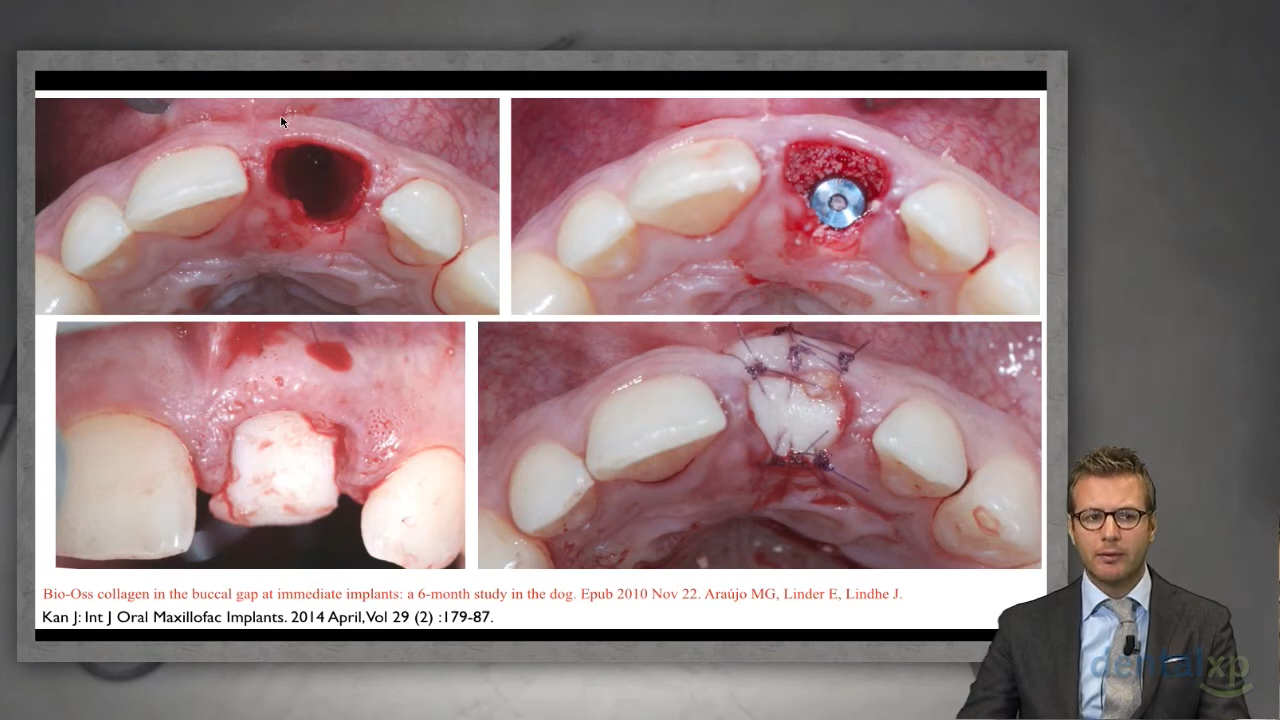 Bio-Oss collagen in the buccal gap at immediate implants: a 6-month study in the dog. Epub 2010 Nov 22. Araújo MG, Linder E, Lindhe J.
Kan J: Int J Oral Maxillofac Implants. 2014 April, Vol 29 (2) :179-87.
dentalxp